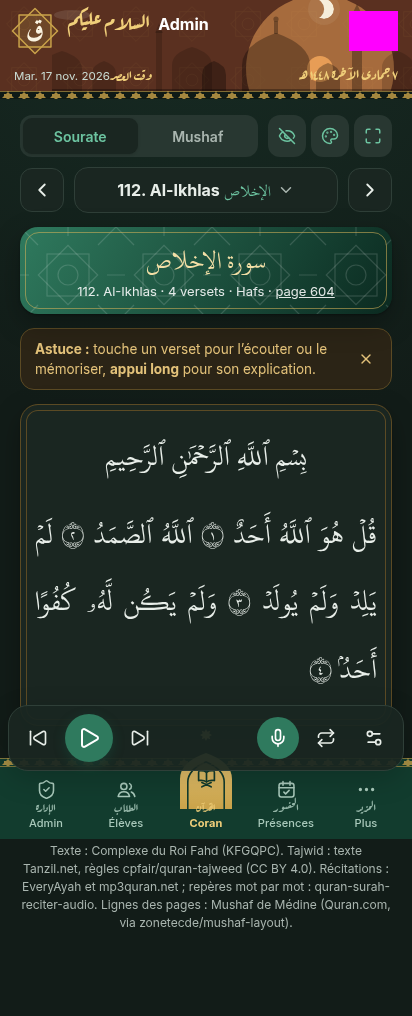 ق السلام عليكم Admin
Mar. 17 nov. 2026 وقت العصر
٧ جمادى الآخرة ١٤٤٨ هـ
Sourate Mushaf
112. Al-Ikhlas الإخلاص
سورة الإخلاص
112. Al-Ikhlas · 4 versets · Hafs · page 604
Astuce : touche un verset pour l’écouter ou le
mémoriser, appui long pour son explication.
بِسۡمِ ٱللَّهِ ٱلرَّحۡمَٰنِ ٱلرَّحِيمِ
قُلۡ هُوَ ٱللَّهُ أَحَدٌ ١ ٱللَّهُ ٱلصَّمَدُ ٢ لَمۡ
يَلِدۡ وَلَمۡ يُولَدۡ ٣ وَلَمۡ يَكُن لَّهُۥ كُفُوًا
أَحَدُۢ ٤
الإدارة الطلاب القرآن الحضور المزيد
Admin Élèves Coran Présences Plus
Texte : Complexe du Roi Fahd (KFGQPC). Tajwid : texte
Tanzil.net, règles cpfair/quran-tajweed (CC BY 4.0). Récitations :
EveryAyah et mp3quran.net ; repères mot par mot : quran-surah-
reciter-audio. Lignes des pages : Mushaf de Médine (Quran.com,
via zonetecde/mushaf-layout).